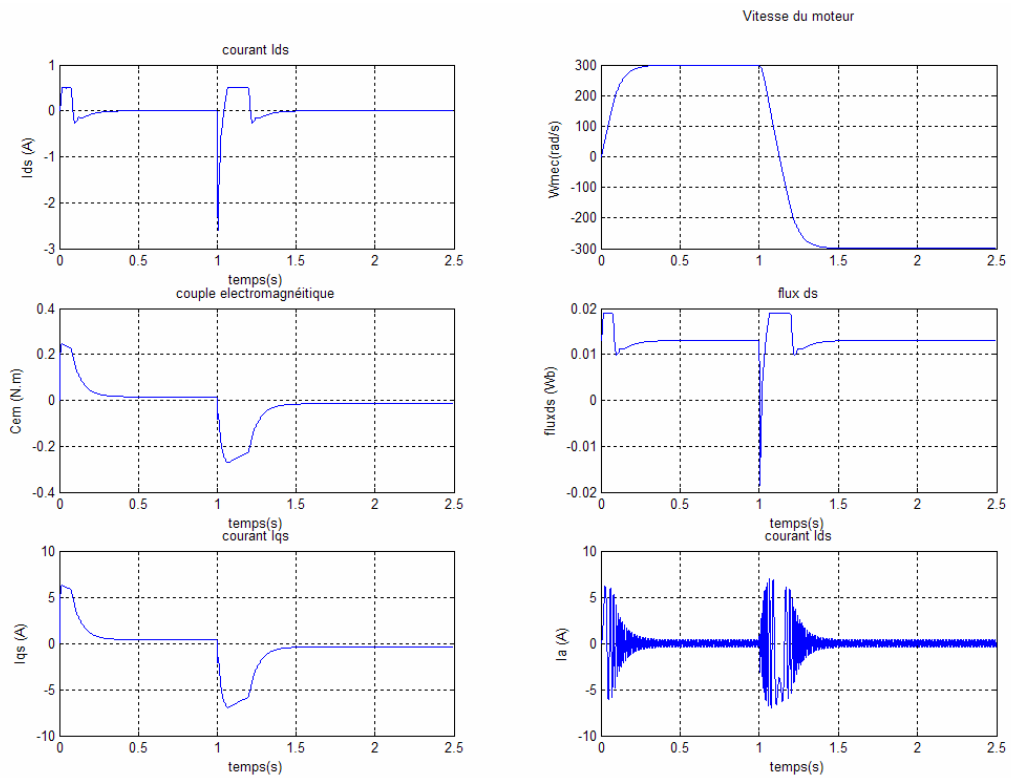 Vitesse du moteur
courant Ids
1
0
-1
-2
-3
Ids (A)
0 0.5 1 1.5 2 2.5
temps(s)
300
200
100
0
-100
-200
-300
Wmec(rad/s)
0 0.5 1 1.5 2 2.5
couple electromagnéitique
0.4
0.2
0
-0.2
-0.4
Cem (N.m)
0 0.5 1 1.5 2 2.5
temps(s)
flux ds
0.02
0.01
0
-0.01
-0.02
fluxds (Wb)
0 0.5 1 1.5 2 2.5
temps(s)
courant Iqs
10
5
0
-5
-10
Iqs (A)
0 0.5 1 1.5 2 2.5
temps(s)
courant Ids
10
5
0
-5
-10
Ia (A)
0 0.5 1 1.5 2 2.5
temps(s)